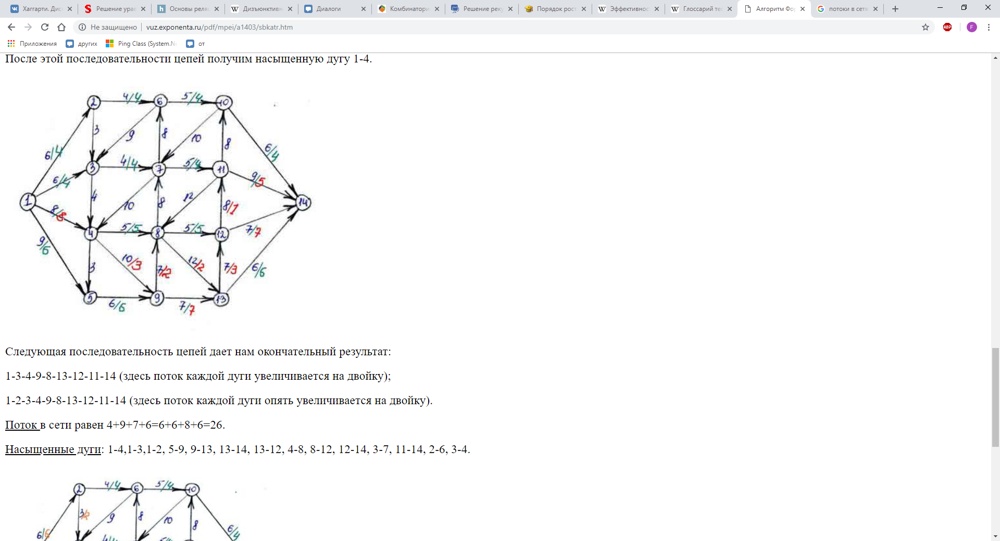 Хаггарти. Дис
Решение урав
Основы реля
Дизъюнктивн
Диалоги
Комбинатори
Решение реку
Порядок рост
Эффективнос
Глоссарий те
Алгоритм Фо
потоки в сетя
Не защищено vuz.exponenta.ru/pdf/mpei/a1403/sbkatr.htm
ABP
F
Приложения других Ping Class (System.Ne от
После этой последовательности цепей получим насыщенную дугу 1-4.
2 4/4 6 5/4 10
3 9 8 10 8
6/4 6/4
3 4/4 7 5/4 11
6/4 9/5
1 4 10 8 12 8/1 14
8/8
4 5/5 8 5/5 12 7/7
9/6
3 10/3 7/2 12/2 7/3 6/6
5 6/6 9 7/7 13
Следующая последовательность цепей дает нам окончательный результат:
1-3-4-9-8-13-12-11-14 (здесь поток каждой дуги увеличивается на двойку);
1-2-3-4-9-8-13-12-11-14 (здесь поток каждой дуги опять увеличивается на двойку).
Поток в сети равен 4+9+7+6=6+6+8+6=26.
Насыщенные дуги: 1-4,1-3,1-2, 5-9, 9-13, 13-14, 13-12, 4-8, 8-12, 12-14, 3-7, 11-14, 2-6, 3-4.
2 4/4 6 5/4 10
3/2 9 8 10 8
6/6 6/4